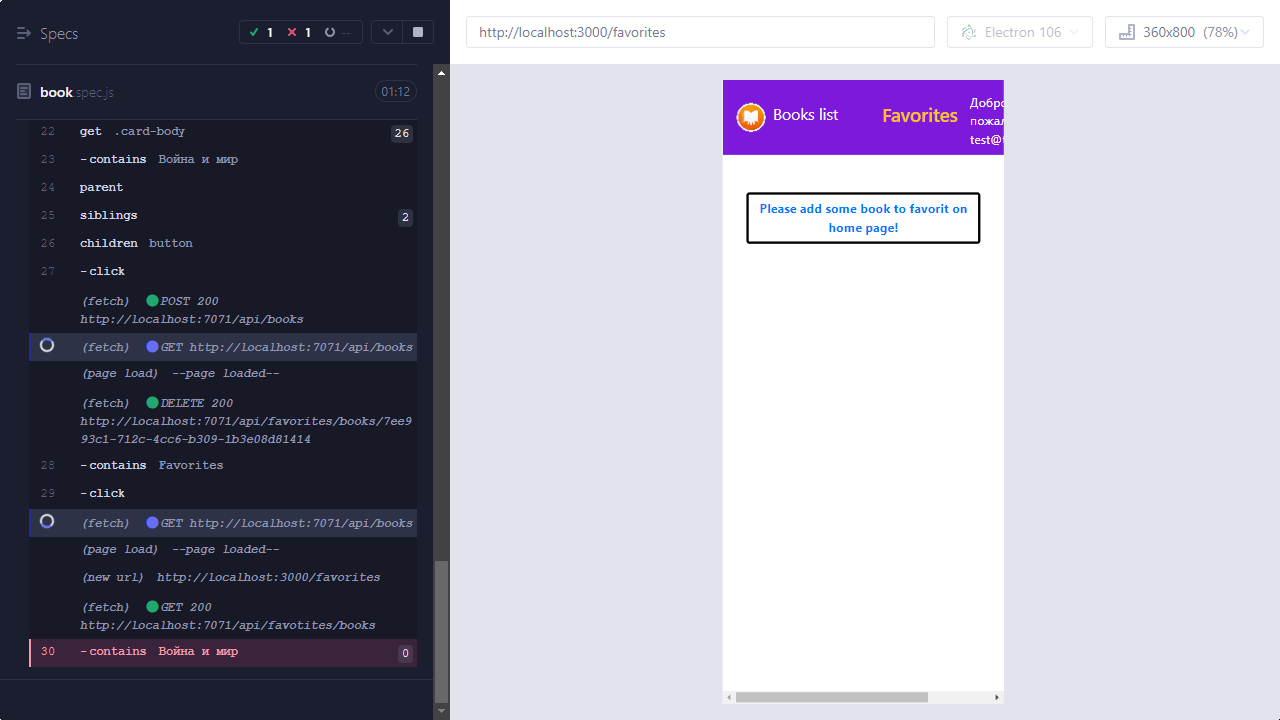 Specs
1 1 --
book.spec.js 01:12
22 get .card-body 26
23 -contains Война и мир
24 parent
25 siblings 2
26 children button
27 -click
(fetch) POST 200
http://localhost:7071/api/books
(fetch) GET http://localhost:7071/api/books
(page load) --page loaded--
(fetch) DELETE 200
http://localhost:7071/api/favorites/books/7ee9
93c1-712c-4cc6-b309-1b3e08d81414
28 -contains Favorites
29 -click
(fetch) GET http://localhost:7071/api/books
(page load) --page loaded--
(new url) http://localhost:3000/favorites
(fetch) GET 200
http://localhost:7071/api/favotites/books
30 -contains Война и мир 0
http://localhost:3000/favorites
Electron 106
360x800 (78%)
Books list
Favorites
Добро
пожал
test@
Please add some book to favorit on
home page!